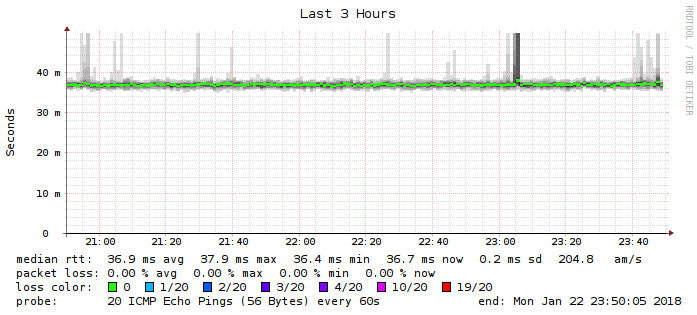 Last 3 Hours
RRDTOOL / TOBI OETIKER
Seconds
40 m
30 m
20 m
10 m
0
21:00 21:20 21:40 22:00 22:20 22:40 23:00 23:20 23:40
median rtt: 36.9 ms avg 37.9 ms max 36.4 ms min 36.7 ms now 0.2 ms sd 204.8 am/s
packet loss: 0.00 % avg 0.00 % max 0.00 % min 0.00 % now
loss color: 0 1/20 2/20 3/20 4/20 10/20 19/20
probe: 20 ICMP Echo Pings (56 Bytes) every 60s end: Mon Jan 22 23:50:05 2018